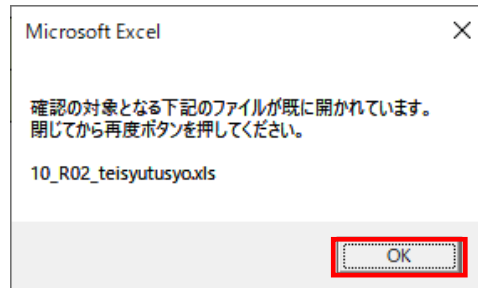 Microsoft Excel
確認の対象となる下記のファイルが既に開かれています。
閉じてから再度ボタンを押してください。
10_R02_teisyutusyo.xls
OK